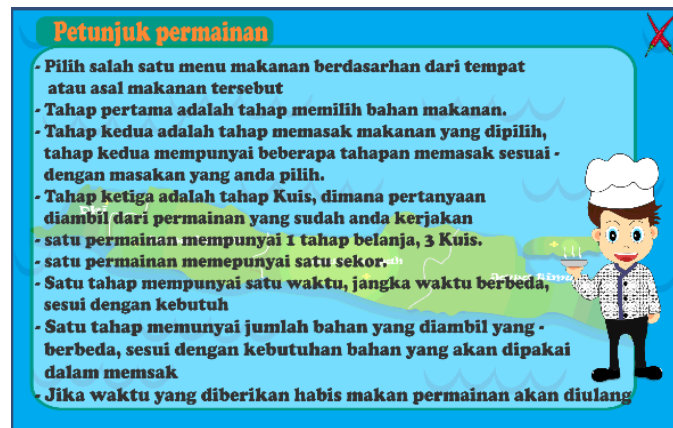 Petunjuk permainan
- Pilih salah satu menu makanan berdasarhan dari tempat
atau asal makanan tersebut
- Tahap pertama adalah tahap memilih bahan makanan.
- Tahap kedua adalah tahap memasak makanan yang dipilih,
tahap kedua mempunyai beberapa tahapan memasak sesuai -
dengan masakan yang anda pilih.
- Tahap ketiga adalah tahap Kuis, dimana pertanyaan
diambil dari permainan yang sudah anda kerjakan
- satu permainan mempunyai 1 tahap belanja, 3 Kuis.
- satu permainan memepunyai satu sekor.
- Satu tahap mempunyai satu waktu, jangka waktu berbeda,
sesui dengan kebutuh
- Satu tahap memunyai jumlah bahan yang diambil yang -
berbeda, sesui dengan kebutuhan bahan yang akan dipakai
dalam memsak
- Jika waktu yang diberikan habis makan permainan akan diulang